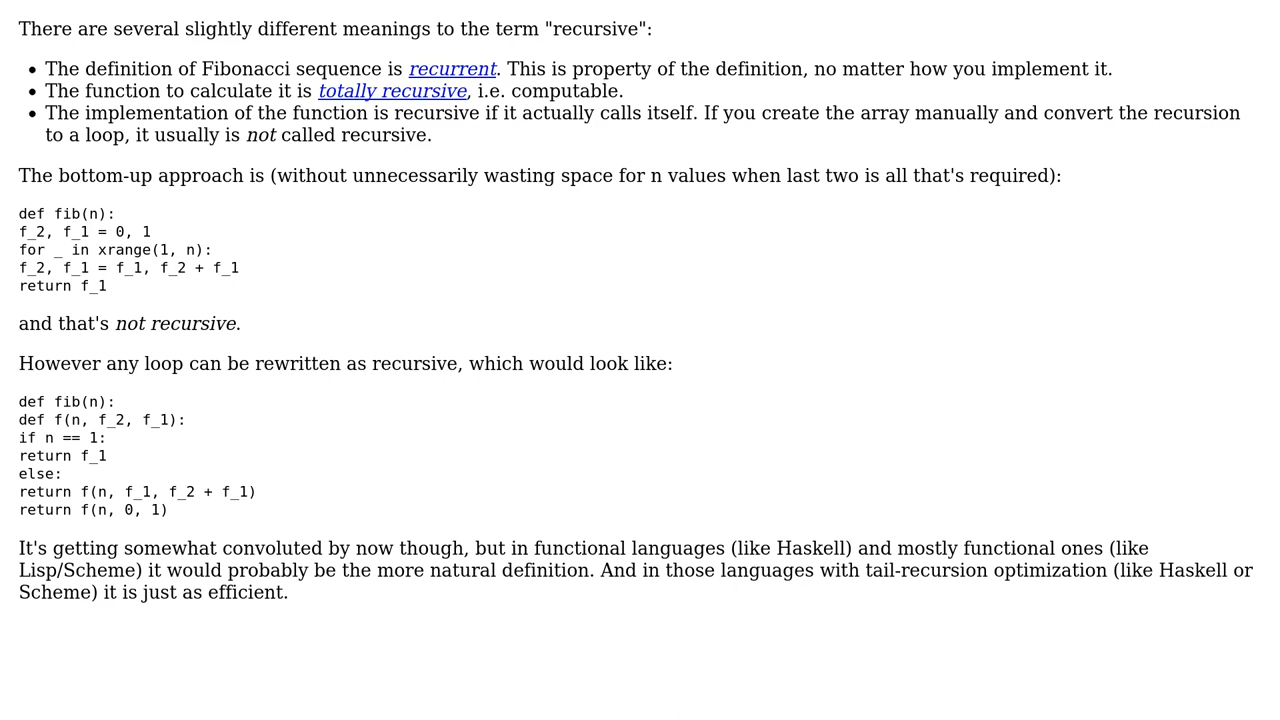 There are several slightly different meanings to the term "recursive":
The definition of Fibonacci sequence is recurrent. This is property of the definition, no matter how you implement it.
The function to calculate it is totally recursive, i.e. computable.
The implementation of the function is recursive if it actually calls itself. If you create the array manually and convert the recursion
to a loop, it usually is not called recursive.
The bottom-up approach is (without unnecessarily wasting space for n values when last two is all that's required):
def fib(n):
f_2, f_1 = 0, 1
for _ in xrange(1, n):
f_2, f_1 = f_1, f_2 + f_1
return f_1
and that's not recursive.
However any loop can be rewritten as recursive, which would look like:
def fib(n):
def f(n, f_2, f_1):
if n == 1:
return f_1
else:
return f(n, f_1, f_2 + f_1)
return f(n, 0, 1)
It's getting somewhat convoluted by now though, but in functional languages (like Haskell) and mostly functional ones (like
Lisp/Scheme) it would probably be the more natural definition. And in those languages with tail-recursion optimization (like Haskell or
Scheme) it is just as efficient.